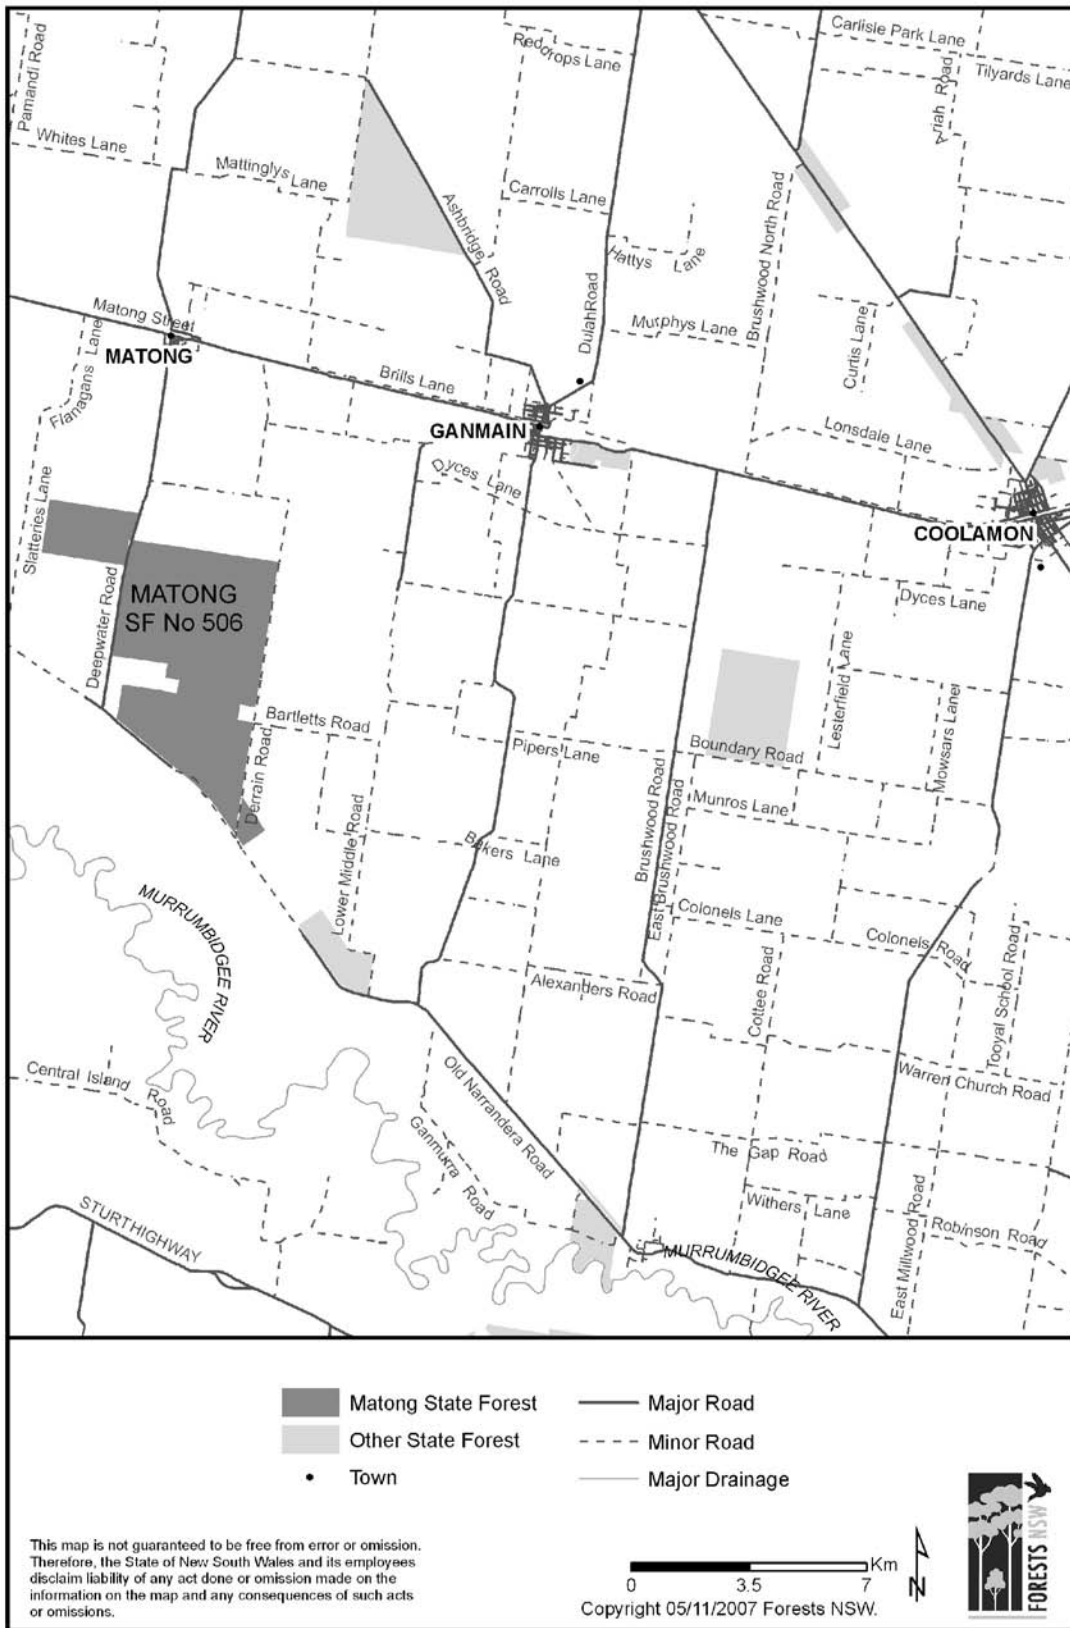 Pamandi Road
Redcrops Lane
Carlisle Park Lane
Tilyards Lane
Ariah Road
Whites Lane
Mattinglys Lane
Ashbridge Road
Carrolls Lane
Hattys Lane
Brushwood North Road
Matong Street
MATONG
Flanagans Lane
Brills Lane
Dulah Road
Murphys Lane
Curtis Lane
GANMAIN
Dyces Lane
Lonsdale Lane
COOLAMON
Dyces Lane
Slatteries Lane
MATONG
SF No 506
Deepwater Road
Bartletts Road
Derrain Road
Pipers Lane
Boundary Road
Lesterfield Lane
Mowsars Lane
Munros Lane
Brushwood Road
East Brushwood Road
Lower Middle Road
Bakers Lane
Colonels Lane
Colonels Road
MURRUMBIDGEE RIVER
Alexanders Road
Cottee Road
Tooyal School Road
Central Island Road
Old Narrandera Road
Warren Church Road
Ganmurra Road
The Gap Road
Withers Lane
East Millwood Road
Robinson Road
STURT HIGHWAY
MURRUMBIDGEE RIVER
Matong State Forest
Other State Forest
Town
Major Road
Minor Road
Major Drainage
This map is not guaranteed to be free from error or omission.
Therefore, the State of New South Wales and its employees
disclaim liability of any act done or omission made on the
information on the map and any consequences of such acts
or omissions.
Km
0 3.5 7
Copyright 05/11/2007 Forests NSW.
N
FORESTS NSW